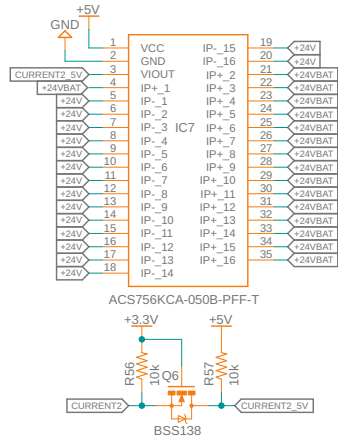 +5V
GND
1 VCC IP-_15 19 +24V
2 GND IP-_16 20 +24V
CURRENT2_5V 3 VIOUT IP+_2 21 +24VBAT
+24VBAT 4 IP+_1 IP+_3 22 +24VBAT
+24V 5 IP-_1 IP+_4 23 +24VBAT
+24V 6 IP-_2 IP+_5 24 +24VBAT
+24V 7 IP-_3 IC7 IP+_6 25 +24VBAT
+24V 8 IP-_4 IP+_7 26 +24VBAT
+24V 9 IP-_5 IP+_8 27 +24VBAT
+24V 10 IP-_6 IP+_9 28 +24VBAT
+24V 11 IP-_7 IP+_10 29 +24VBAT
+24V 12 IP-_8 IP+_11 30 +24VBAT
+24V 13 IP-_9 IP+_12 31 +24VBAT
+24V 14 IP-_10 IP+_13 32 +24VBAT
+24V 15 IP-_11 IP+_14 33 +24VBAT
+24V 16 IP-_12 IP+_15 34 +24VBAT
+24V 17 IP-_13 IP+_16 35 +24VBAT
+24V 18 IP-_14
ACS756KCA-050B-PFF-T
+3.3V +5V
R56 10k Q6 R57 10k
CURRENT2 CURRENT2_5V
BSS138